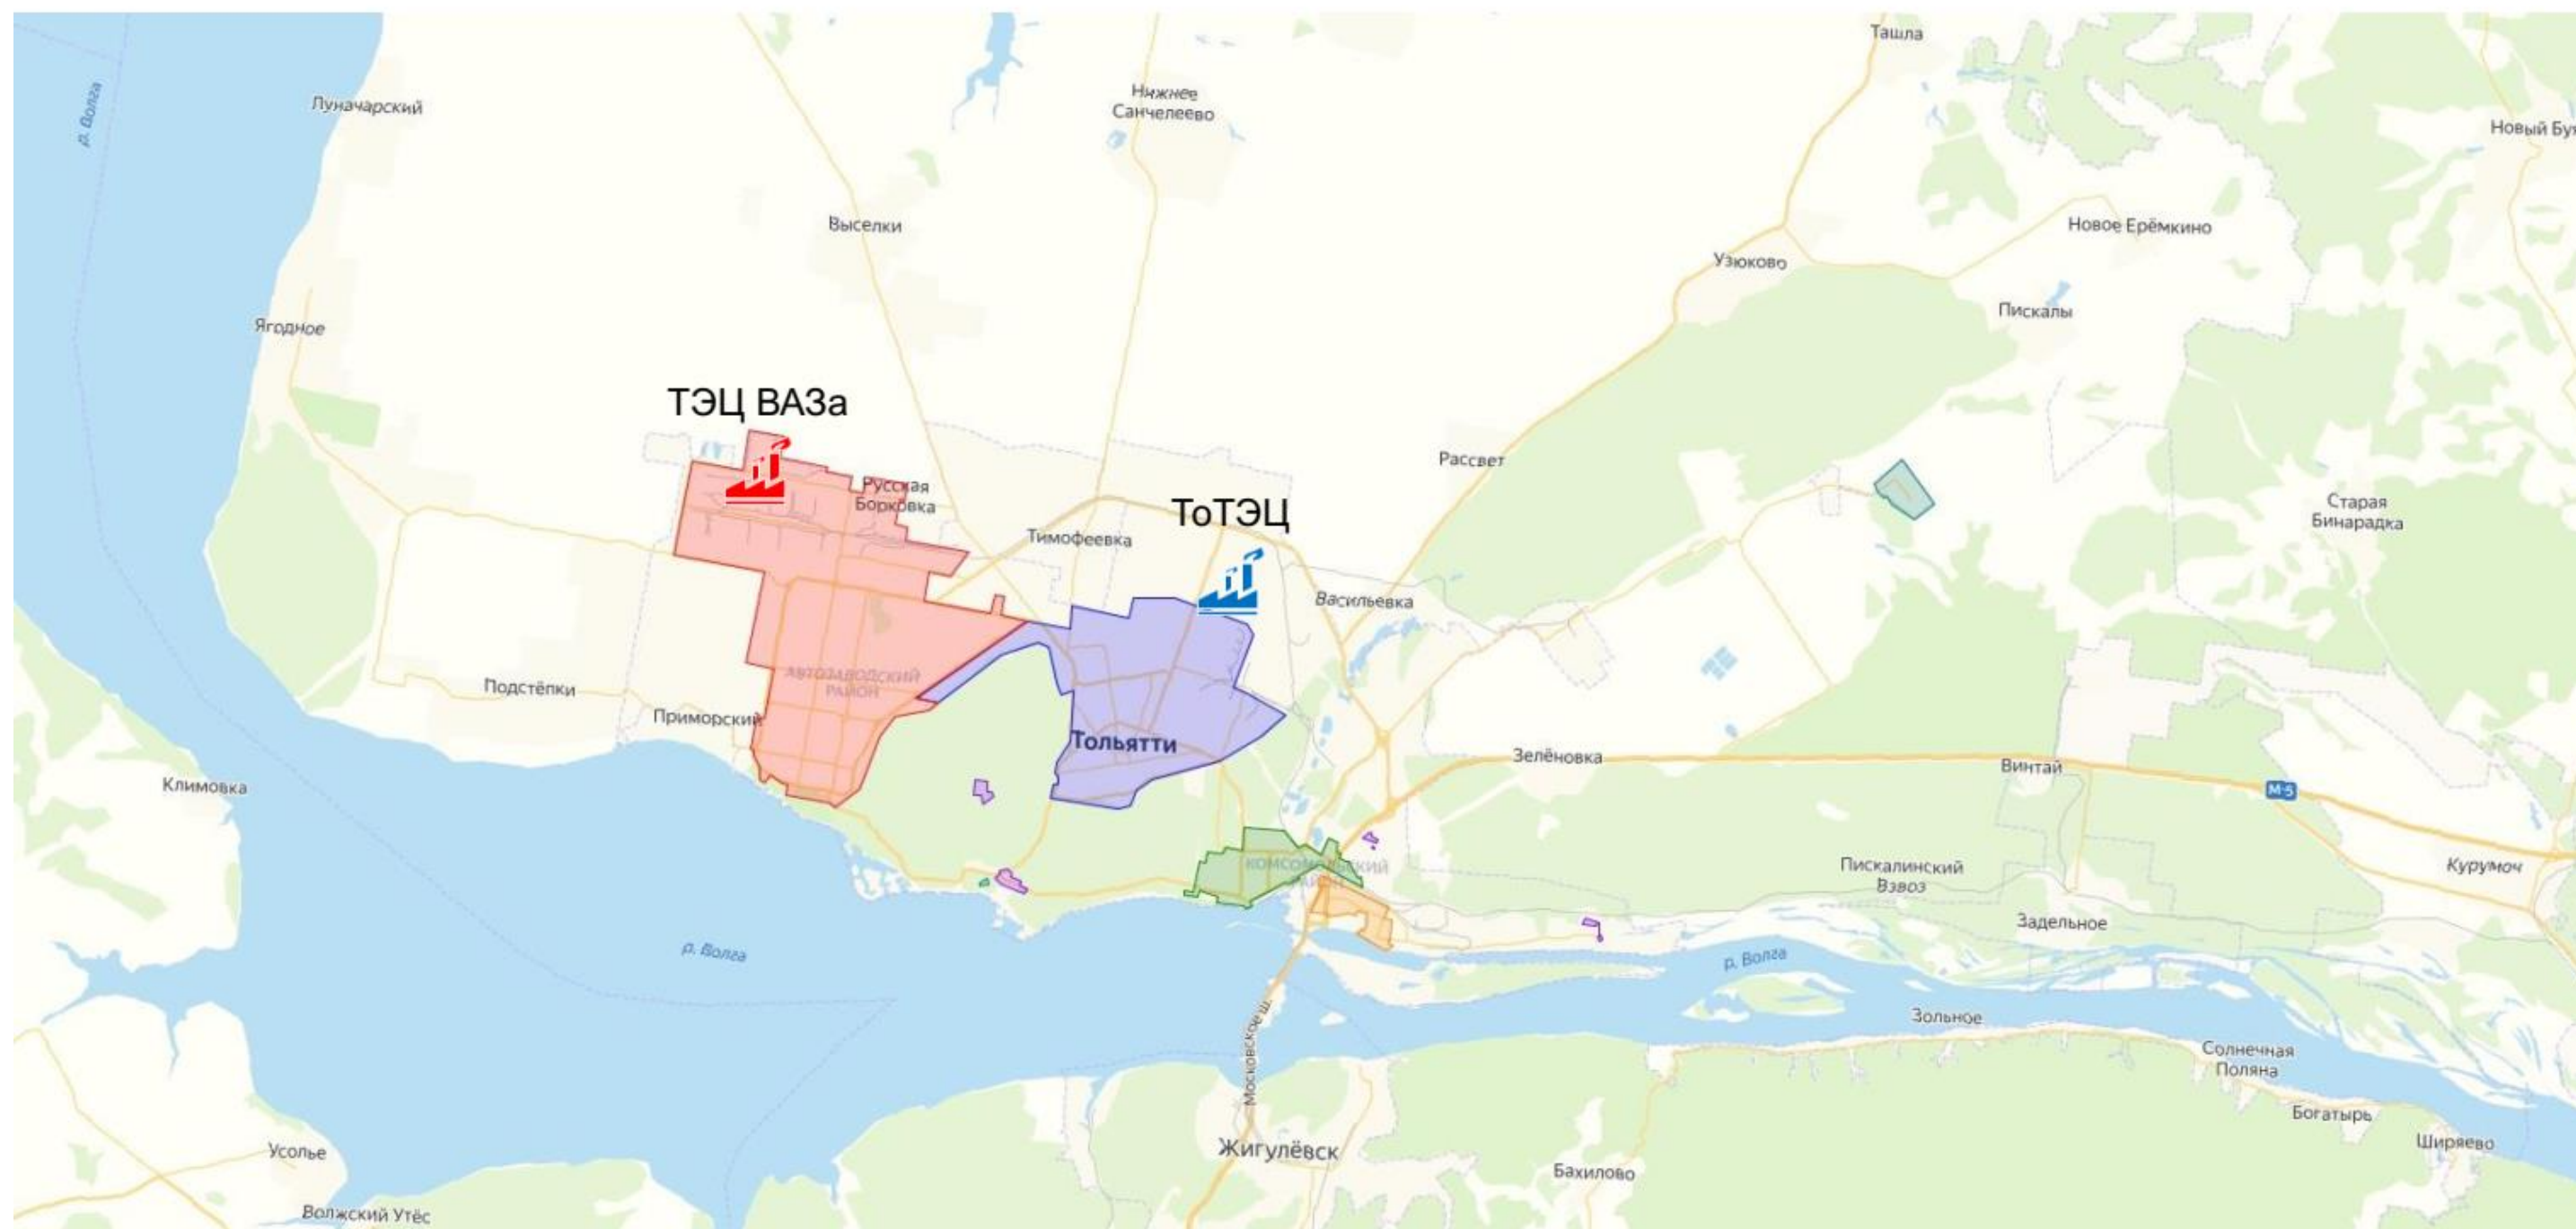 Ташла
р. Волга
Луначарский
Нижнее
Санчелеево
Новый Бу
Выселки
Новое Ерёмкино
Узюково
Пискалы
Ягодное
ТЭЦ ВАЗа
Рассвет
Русская
Борковка
ТоТЭЦ
Старая
Бинарадка
Тимофеевка
Васильевка
АВТОЗАВОДСКИЙ
РАЙОН
Подстёпки
Приморский
Тольятти
Зелёновка
Винтай
Климовка
М-5
КОМСОМОЛЬСКИЙ
РАЙОН
Пискалинский
Взвоз
Курумоч
Задельное
р. Волга
р. Волга
Зольное
Московское ш.
Солнечная
Поляна
Богатырь
Ширяево
Усолье
Жигулёвск
Бахилово
Волжский Утёс